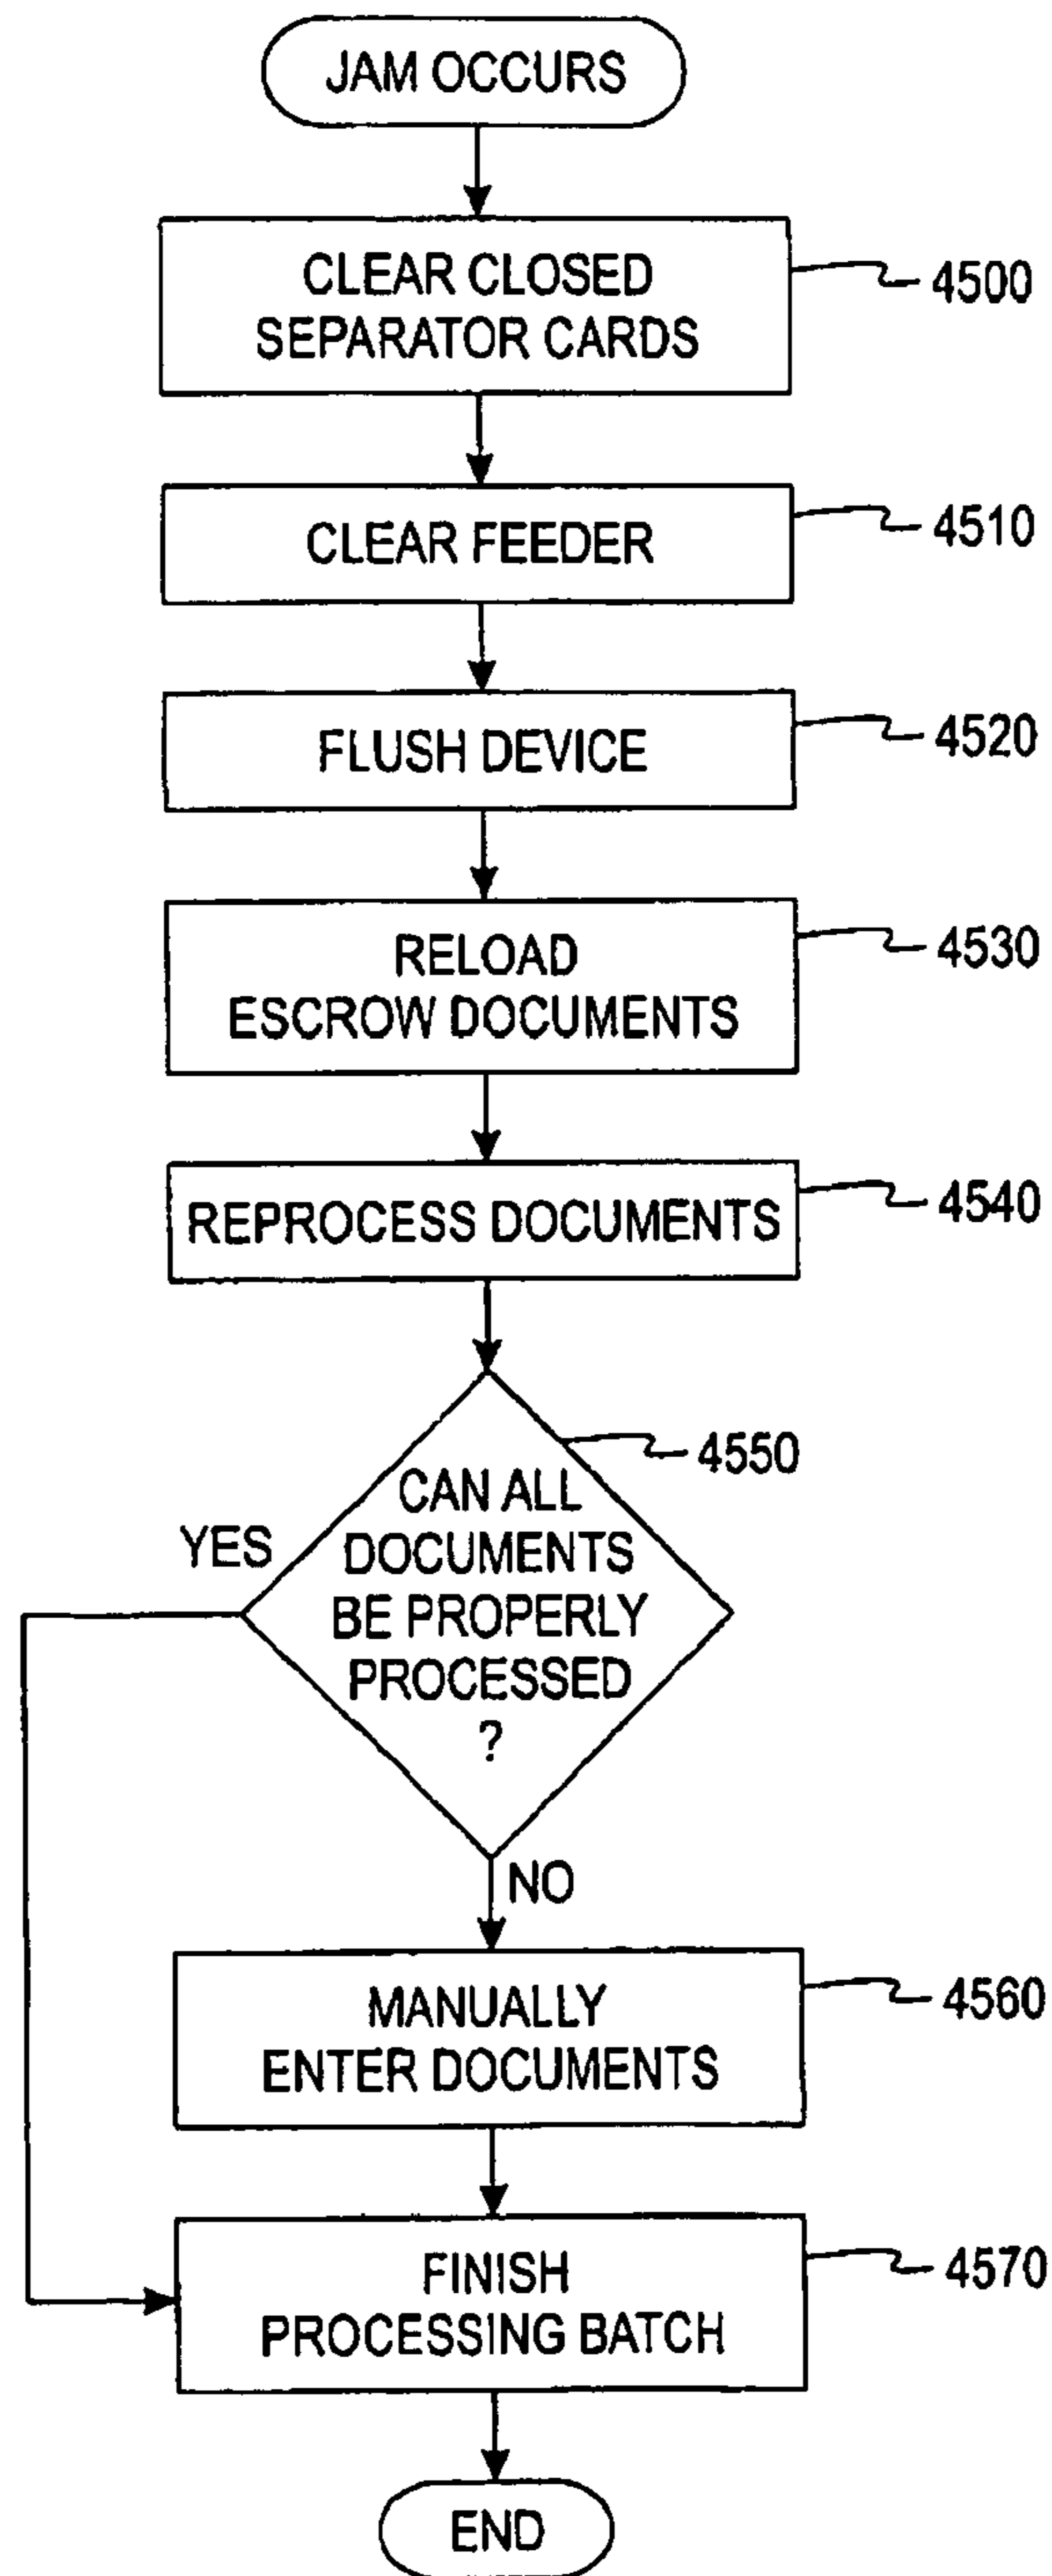 JAM OCCURS
CLEAR CLOSED
SEPARATOR CARDS
4500
CLEAR FEEDER
4510
FLUSH DEVICE
4520
RELOAD
ESCROW DOCUMENTS
4530
REPROCESS DOCUMENTS
4540
4550
CAN ALL
DOCUMENTS
BE PROPERLY
PROCESSED
?
YES
NO
MANUALLY
ENTER DOCUMENTS
4560
FINISH
PROCESSING BATCH
4570
END